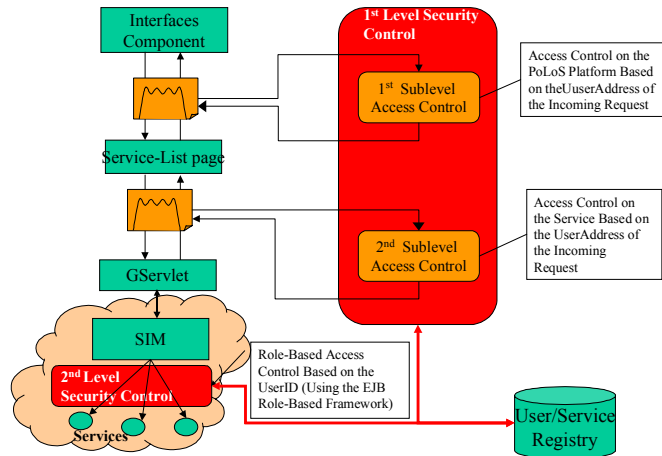 Interfaces
Component
1st Level Security
Control
1st Sublevel
Access Control
Access Control on the
PoLoS Platform Based
on theUuserAddress of
the Incoming Request
Service-List page
2nd Sublevel
Access Control
Access Control on
the Service Based on
the UserAddress of
the Incoming
Request
GServlet
SIM
2nd Level
Security Control
Services
Role-Based Access
Control Based on the
UserID (Using the EJB
Role-Based Framework)
User/Service
Registry